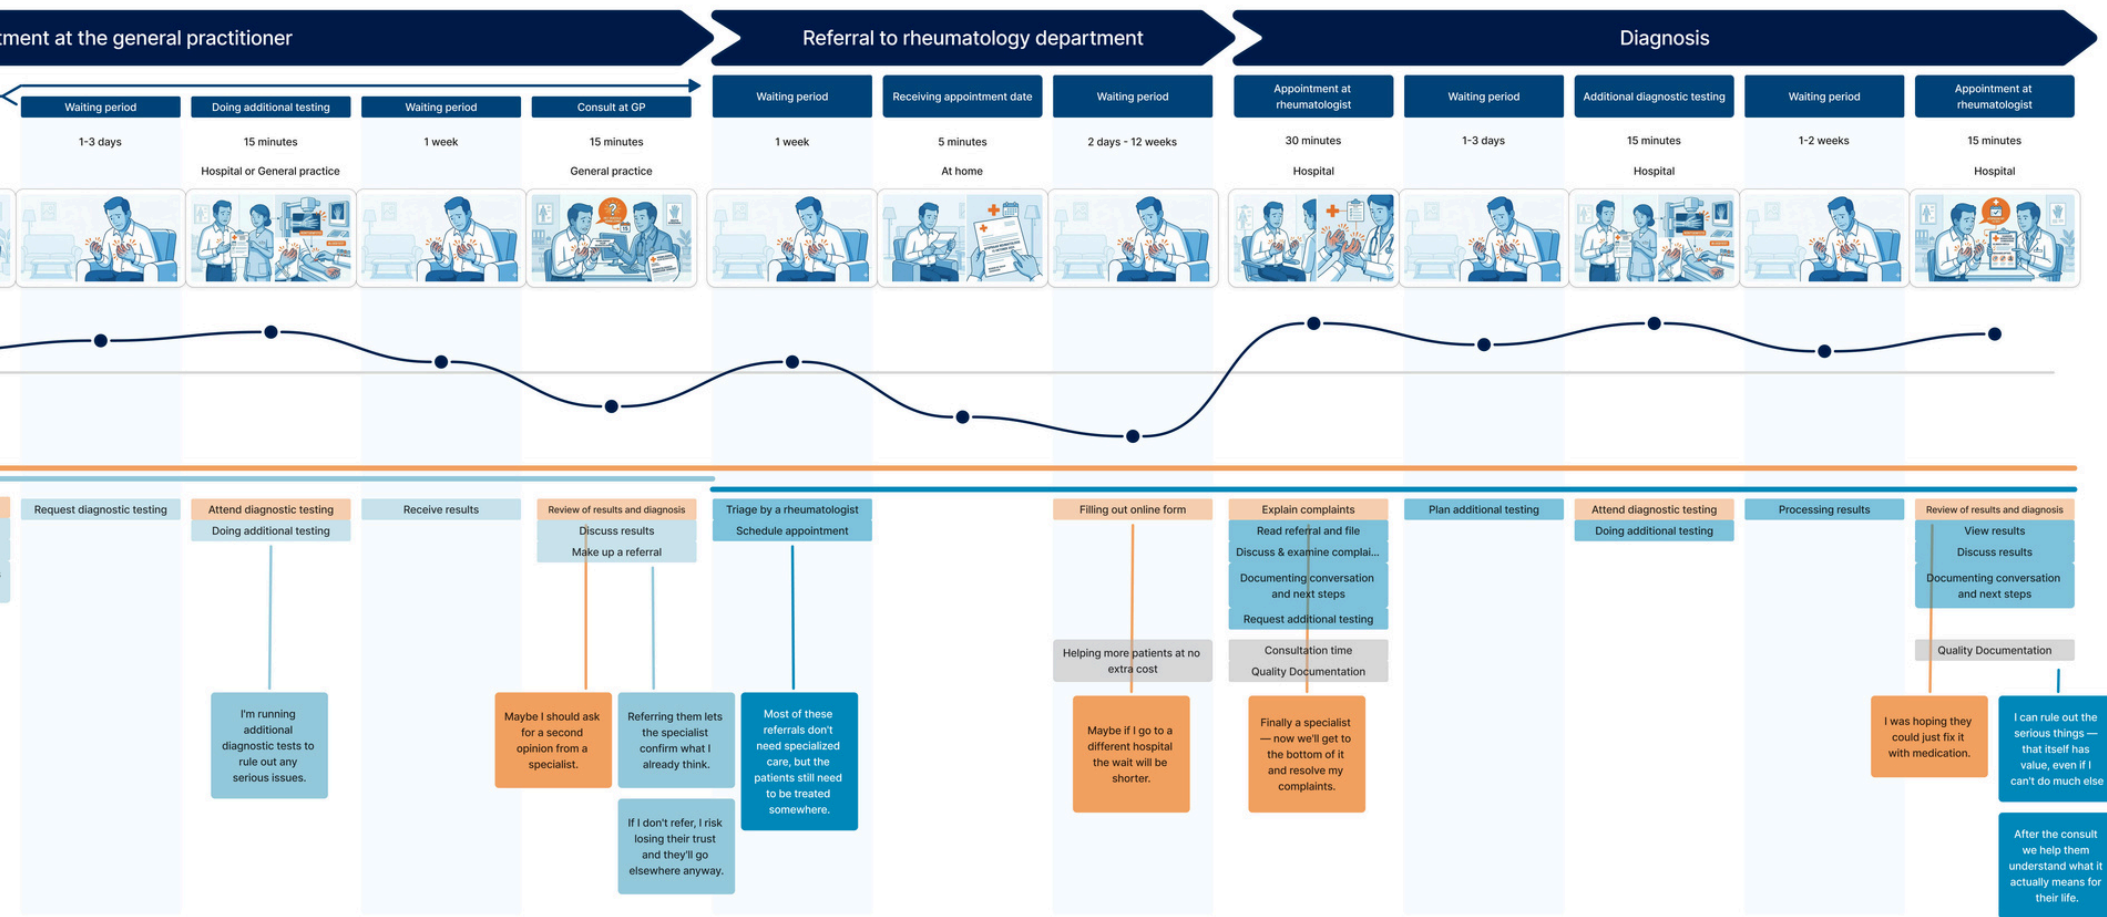 tment at the general practitioner
Referral to rheumatology department
Diagnosis
Waiting period
Doing additional testing
Waiting period
Consult at GP
Waiting period
Receiving appointment date
Waiting period
Appointment at
rheumatologist
Waiting period
Additional diagnostic testing
Waiting period
Appointment at
rheumatologist
1-3 days
15 minutes
1 week
15 minutes
1 week
5 minutes
2 days - 12 weeks
30 minutes
1-3 days
15 minutes
1-2 weeks
15 minutes
Hospital or General practice
General practice
At home
Hospital
Hospital
Hospital
Request diagnostic testing
Attend diagnostic testing
Doing additional testing
Receive results
Review of results and diagnosis
Discuss results
Make up a referral
Triage by a rheumatologist
Schedule appointment
Filling out online form
Explain complaints
Read referral and file
Discuss & examine complai...
Documenting conversation
and next steps
Request additional testing
Plan additional testing
Attend diagnostic testing
Doing additional testing
Processing results
Review of results and diagnosis
View results
Discuss results
Documenting conversation
and next steps
Helping more patients at no
extra cost
Consultation time
Quality Documentation
Quality Documentation
I'm running
additional
diagnostic tests to
rule out any
serious issues.
Maybe I should ask
for a second
opinion from a
specialist.
Referring them lets
the specialist
confirm what I
already think.
If I don't refer, I risk
losing their trust
and they'll go
elsewhere anyway.
Most of these
referrals don't
need specialized
care, but the
patients still need
to be treated
somewhere.
Maybe if I go to a
different hospital
the wait will be
shorter.
Finally a specialist
— now we'll get to
the bottom of it
and resolve my
complaints.
I was hoping they
could just fix it
with medication.
I can rule out the
serious things —
that itself has
value, even if I
can't do much else
After the consult
we help them
understand what it
actually means for
their life.